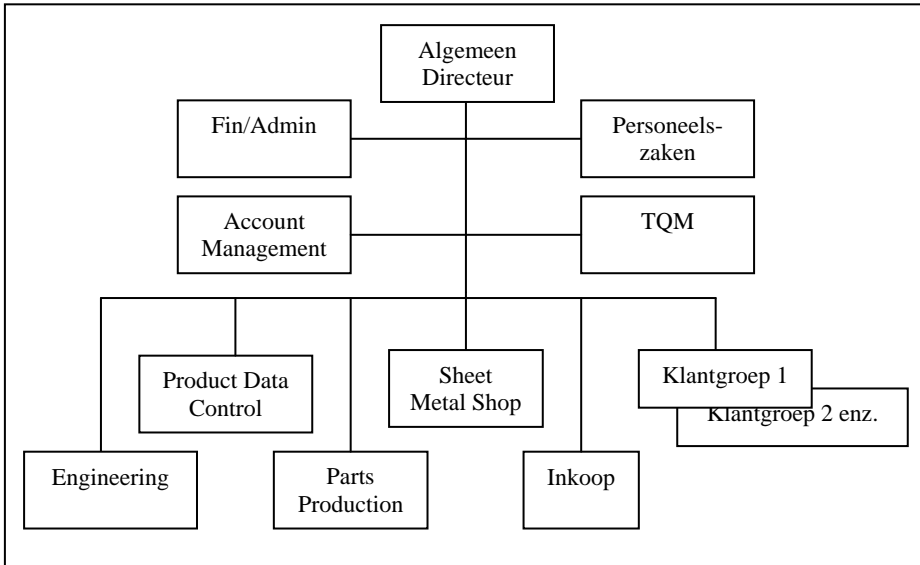 Algemeen
Directeur
Fin/Admin
Personeels-
zaken
Account
Management
TQM
Product Data
Control
Sheet
Metal Shop
Klantgroep 1
Klantgroep 2 enz.
Engineering
Parts
Production
Inkoop